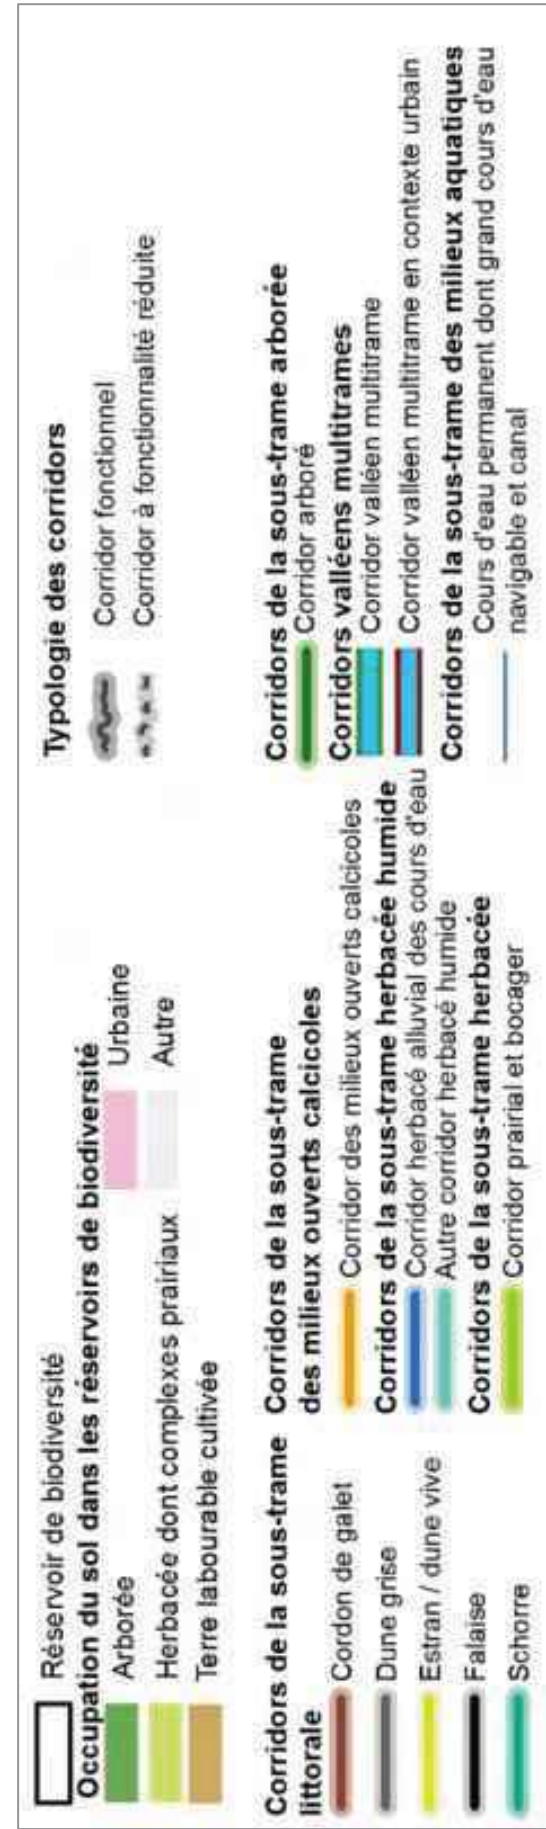 Réservoir de biodiversité
Occupation du sol dans les réservoirs de biodiversité
Arborée
Herbacée dont complexes prairiaux
Terre labourable cultivée
Urbaine
Autre
Typologie des corridors
Corridor fonctionnel
Corridor à fonctionnalité réduite
Corridors de la sous-trame
littorale
Cordon de galet
Dune grise
Estran / dune vive
Falaise
Schorre
Corridors de la sous-trame
des milieux ouverts calcicoles
Corridor des milieux ouverts calcicoles
Corridors de la sous-trame herbacée humide
Corridor herbacé alluvial des cours d'eau
Autre corridor herbacé humide
Corridors de la sous-trame herbacée
Corridor prairial et bocager
Corridors de la sous-trame arborée
Corridor arboré
Corridors valléens multitrames
Corridor valléen multitrame
Corridor valléen multitrame en contexte urbain
Corridors de la sous-trame des milieux aquatiques
Cours d'eau permanent dont grand cours d'eau
navigable et canal